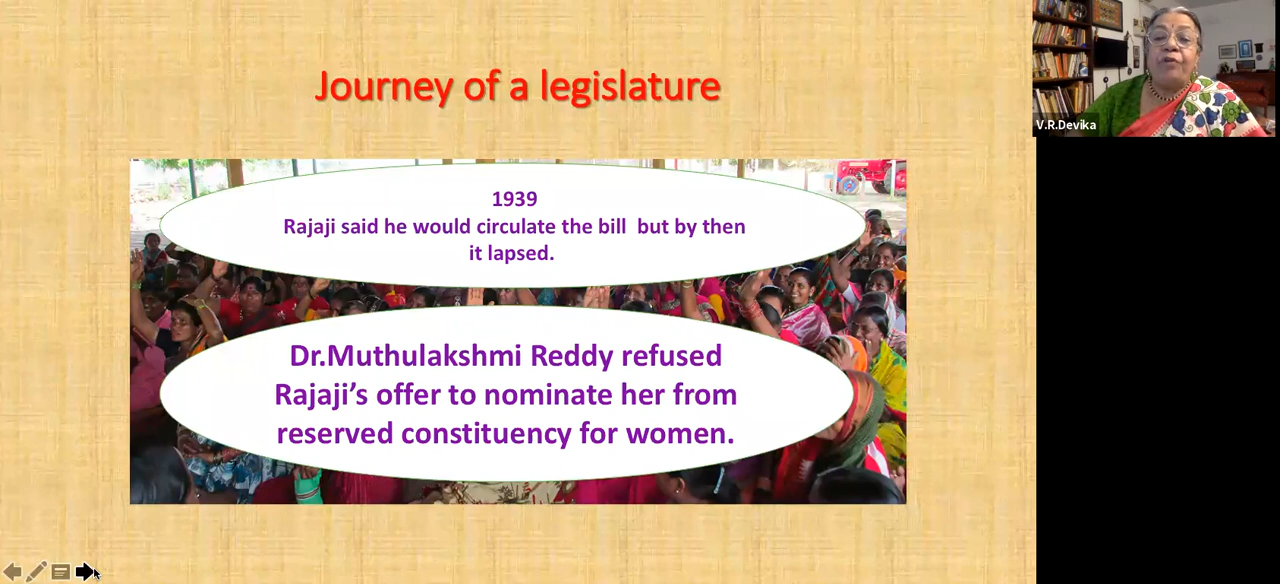 Journey of a legislature
V.R.Devika
1939
Rajaji said he would circulate the bill but by then
it lapsed.
Dr.Muthulakshmi Reddy refused
Rajaji’s offer to nominate her from
reserved constituency for women.